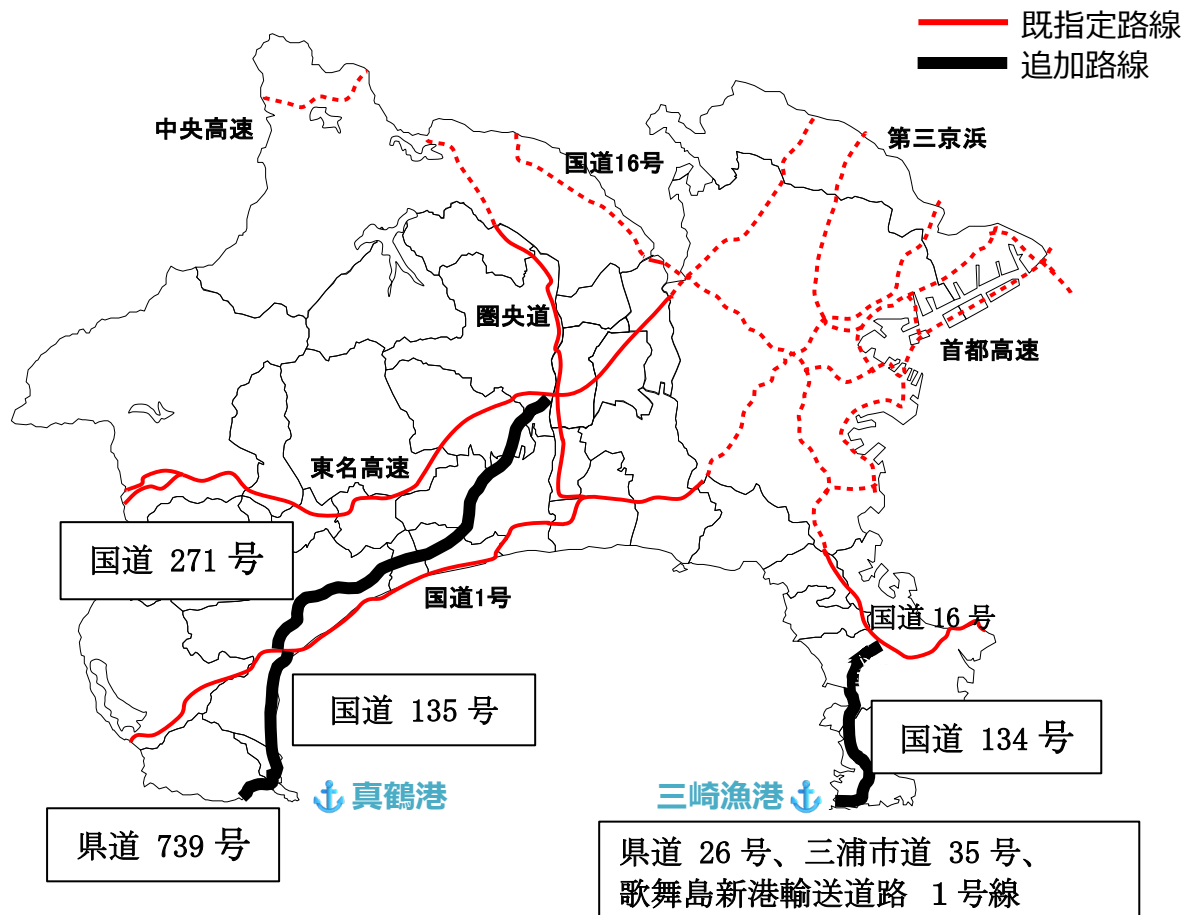 既指定路線
追加路線
中央高速
国道16号
第三京浜
圏央道
首都高速
東名高速
国道 271 号
国道1号
国道 16 号
国道 135 号
国道 134 号
⚓真鶴港
三崎漁港⚓
県道 739 号
県道 26 号、三浦市道 35 号、
歌舞島新港輸送道路 1 号線